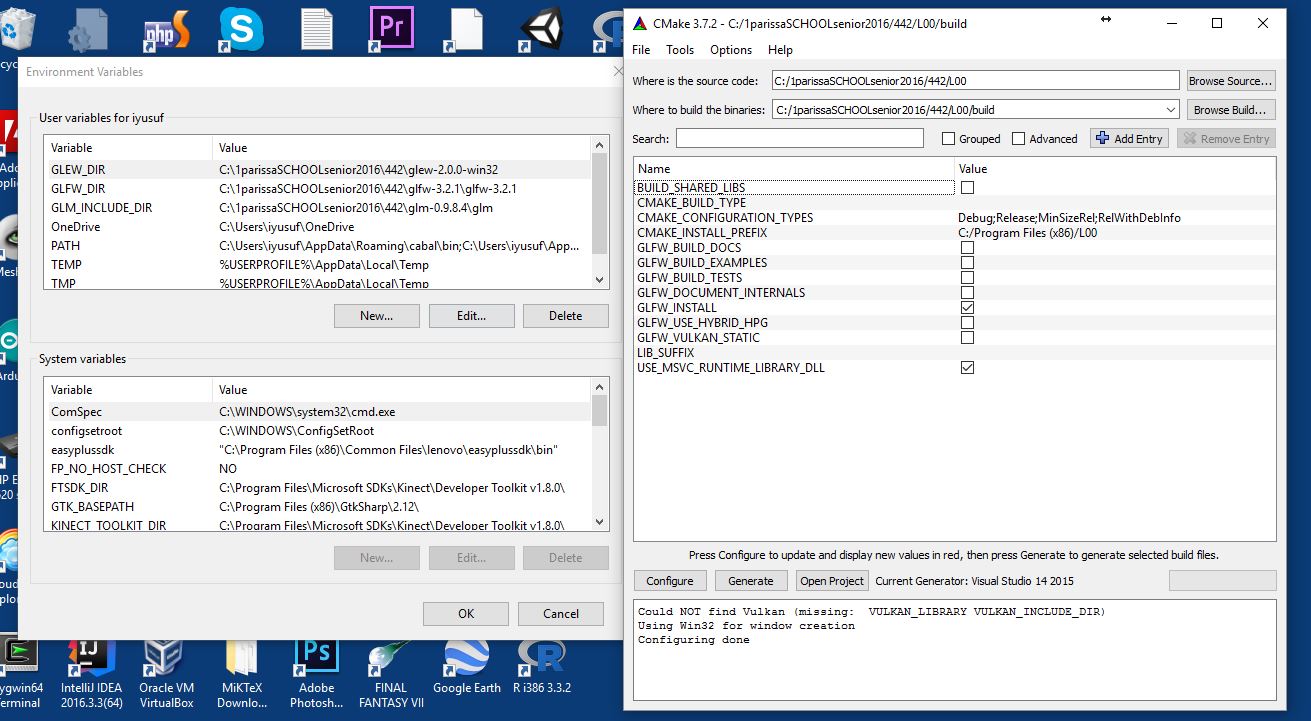 Environment Variables
User variables for iyusuf
Variable Value
GLEW_DIR C:\1parissaSCHOOLsenior2016\442\glew-2.0.0-win32
GLFW_DIR C:\1parissaSCHOOLsenior2016\442\glfw-3.2.1\glfw-3.2.1
GLM_INCLUDE_DIR C:\1parissaSCHOOLsenior2016\442\glm-0.9.8.4\glm
OneDrive C:\Users\iyusuf\OneDrive
PATH C:\Users\iyusuf\AppData\Roaming\cabal\bin;C:\Users\iyusuf\App...
TEMP %USERPROFILE%\AppData\Local\Temp
TMP %USERPROFILE%\AppData\Local\Temp
New... Edit... Delete
System variables
Variable Value
ComSpec C:\WINDOWS\system32\cmd.exe
configsetroot C:\WINDOWS\ConfigSetRoot
easyplussdk "C:\Program Files (x86)\Common Files\lenovo\easyplussdk\bin"
FP_NO_HOST_CHECK NO
FTSDK_DIR C:\Program Files\Microsoft SDKs\Kinect\Developer Toolkit v1.8.0\
GTK_BASEPATH C:\Program Files (x86)\GtkSharp\2.12\
KINECT_TOOLKIT_DIR C:\Program Files\Microsoft SDKs\Kinect\Developer Toolkit v1.8.0\
New... Edit... Delete
OK Cancel
CMake 3.7.2 - C:/1parissaSCHOOLsenior2016/442/L00/build
File Tools Options Help
Where is the source code: C:/1parissaSCHOOLsenior2016/442/L00 Browse Source...
Where to build the binaries: C:/1parissaSCHOOLsenior2016/442/L00/build Browse Build...
Search: Grouped Advanced Add Entry Remove Entry
Name Value
BUILD_SHARED_LIBS
CMAKE_BUILD_TYPE
CMAKE_CONFIGURATION_TYPES Debug;Release;MinSizeRel;RelWithDebInfo
CMAKE_INSTALL_PREFIX C:/Program Files (x86)/L00
GLFW_BUILD_DOCS
GLFW_BUILD_EXAMPLES
GLFW_BUILD_TESTS
GLFW_DOCUMENT_INTERNALS
GLFW_INSTALL
GLFW_USE_HYBRID_HPG
GLFW_VULKAN_STATIC
LIB_SUFFIX
USE_MSVC_RUNTIME_LIBRARY_DLL
Press Configure to update and display new values in red, then press Generate to generate selected build files.
Configure Generate Open Project Current Generator: Visual Studio 14 2015
Could NOT find Vulkan (missing: VULKAN_LIBRARY VULKAN_INCLUDE_DIR)
Using Win32 for window creation
Configuring done
php
S
Pr
IJ
Ps
R
ygwin64
erminal
IntelliJ IDEA
2016.3.3(64)
Oracle VM
VirtualBox
MiKTeX
Downlo...
Adobe
Photosh...
FINAL
FANTASY VII
Google Earth
R i386 3.3.2